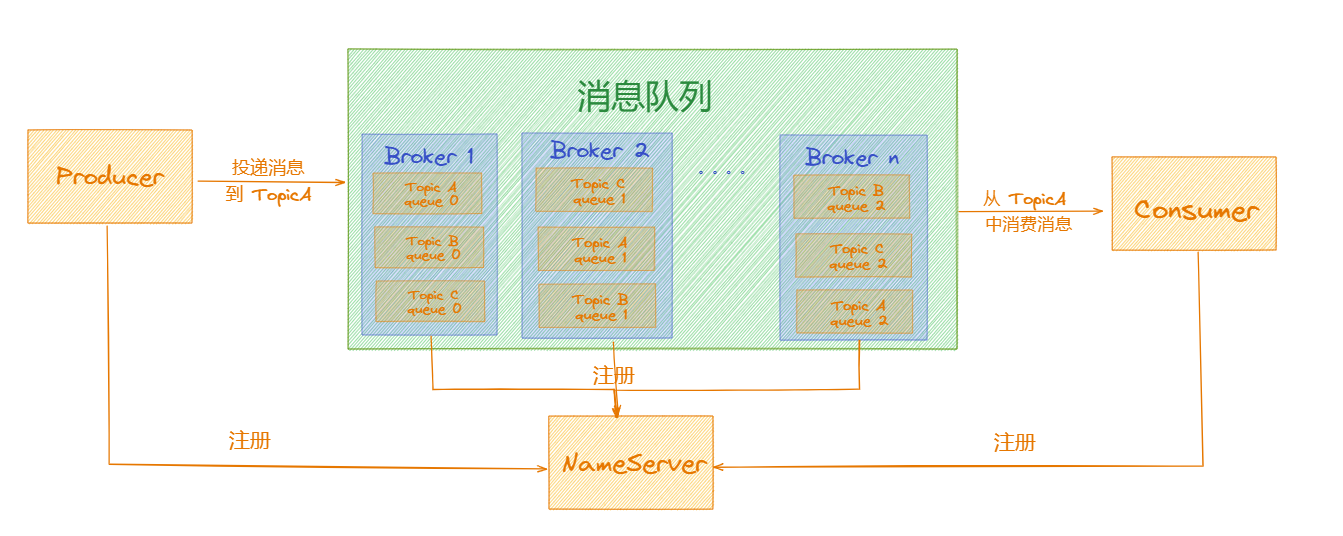 消息队列
Producer
投递消息
到 TopicA
Broker 1
Topic A
queue 0
Topic B
queue 0
Topic C
queue 0
Broker 2
Topic C
queue 1
Topic A
queue 1
Topic B
queue 1
. . . .
Broker n
Topic B
queue 2
Topic C
queue 2
Topic A
queue 2
从 TopicA
中消费消息
Consumer
注册
注册
注册
NameServer